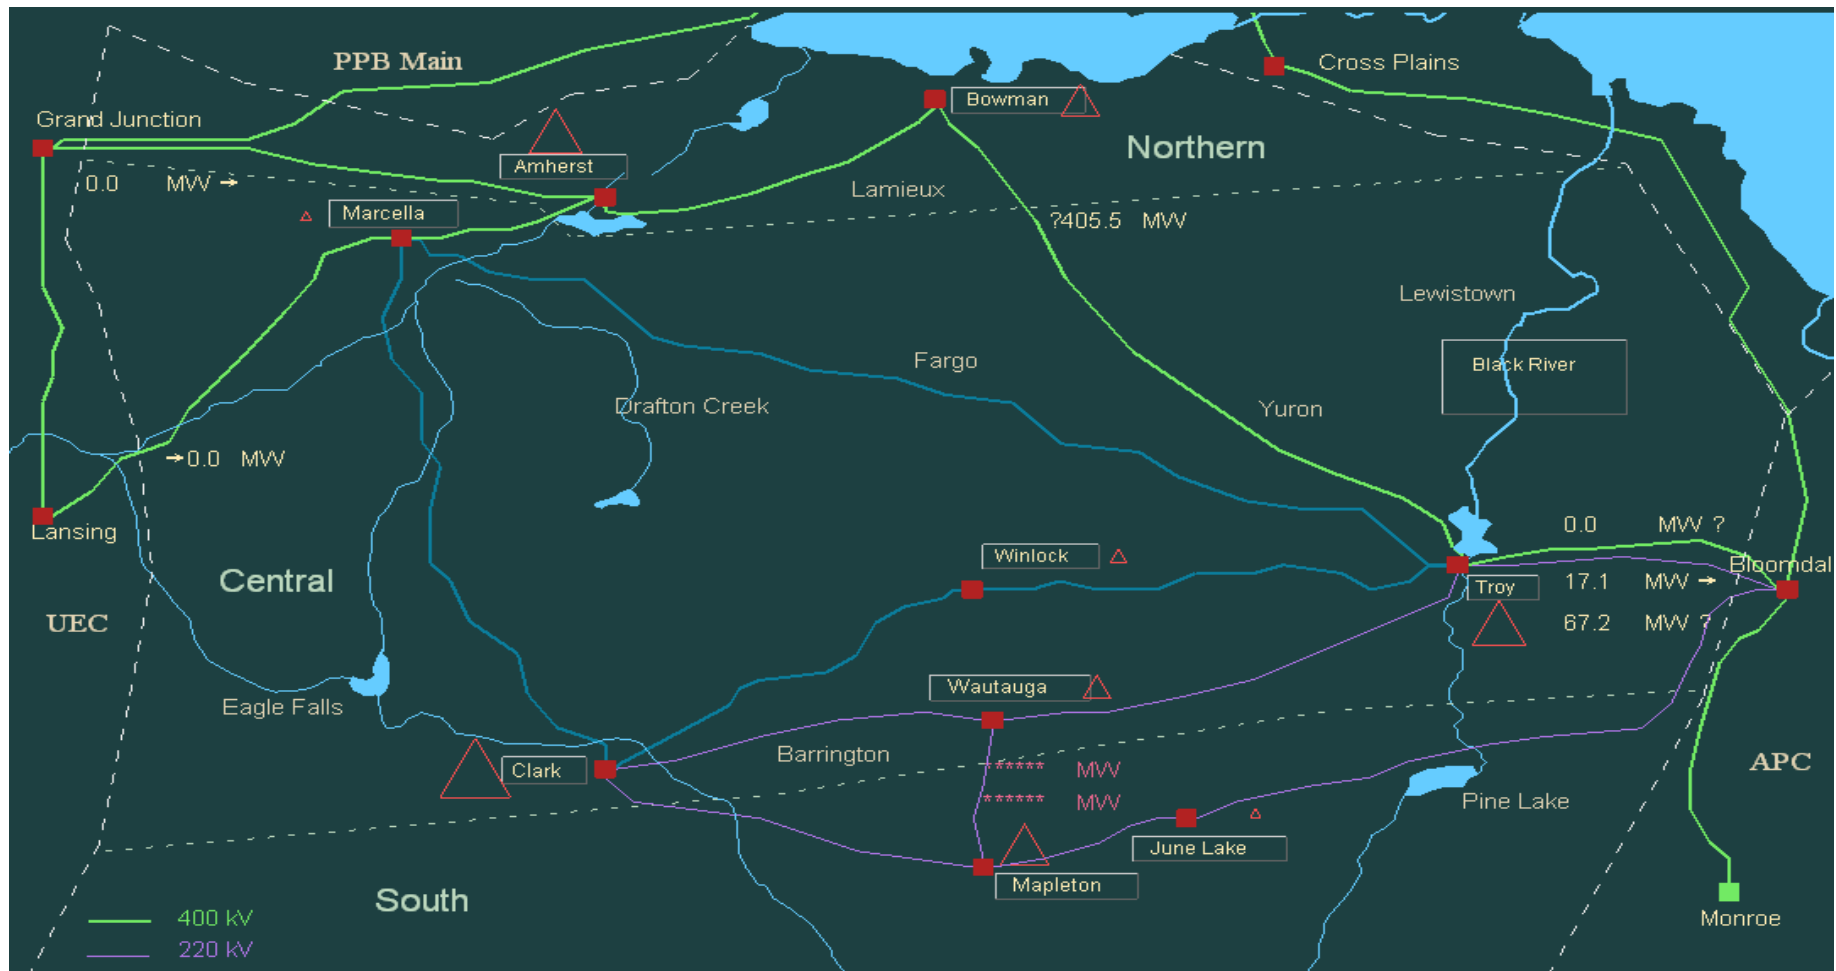 PPB Main
Cross Plains
Bowman
Grand Junction
Northern
Amherst
0.0 MW →
Lamieux
Marcella
?405.5 MW
Lewistown
Fargo
Black River
Drafton Creek
Yuron
→0.0 MW
Lansing
0.0 MW ?
Winlock
Bloomdal
Central
Troy
17.1 MW →
UEC
67.2 MW ?
Wautauga
Eagle Falls
Barrington
Clark
****** MW
APC
****** MW
Pine Lake
June Lake
Mapleton
South
400 kV
Monroe
220 kV